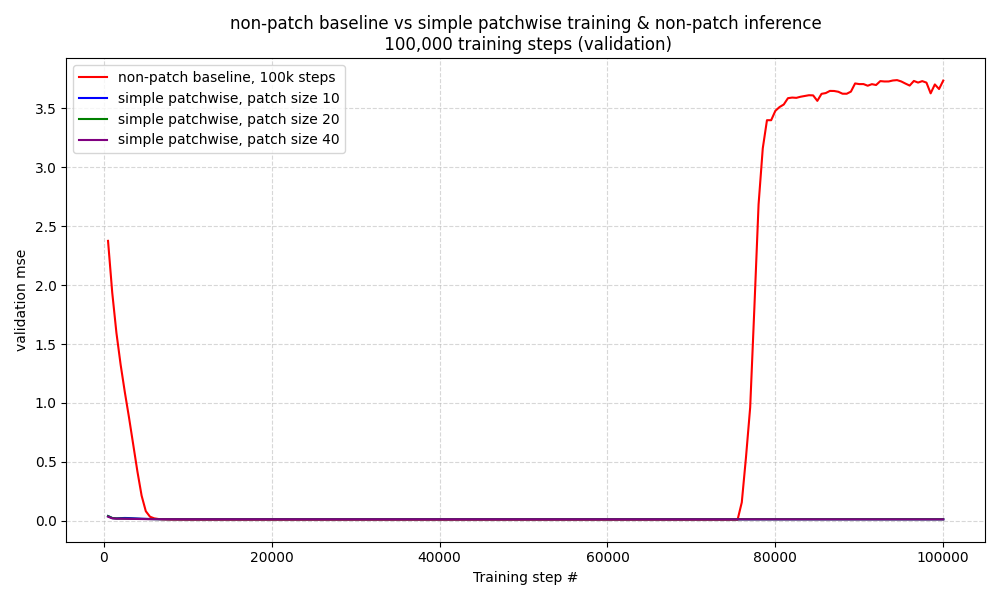 non-patch baseline vs simple patchwise training & non-patch inference
100,000 training steps (validation)
non-patch baseline, 100k steps
simple patchwise, patch size 10
simple patchwise, patch size 20
simple patchwise, patch size 40
validation mse
3.5
3.0
2.5
2.0
1.5
1.0
0.5
0.0
0 20000 40000 60000 80000 100000
Training step #